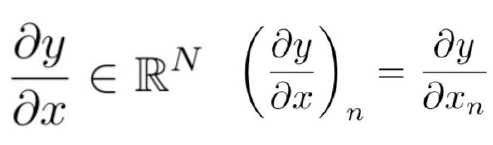 ∂y/∂x ∈ ℝ^N (∂y/∂x)_n = ∂y/∂x_n